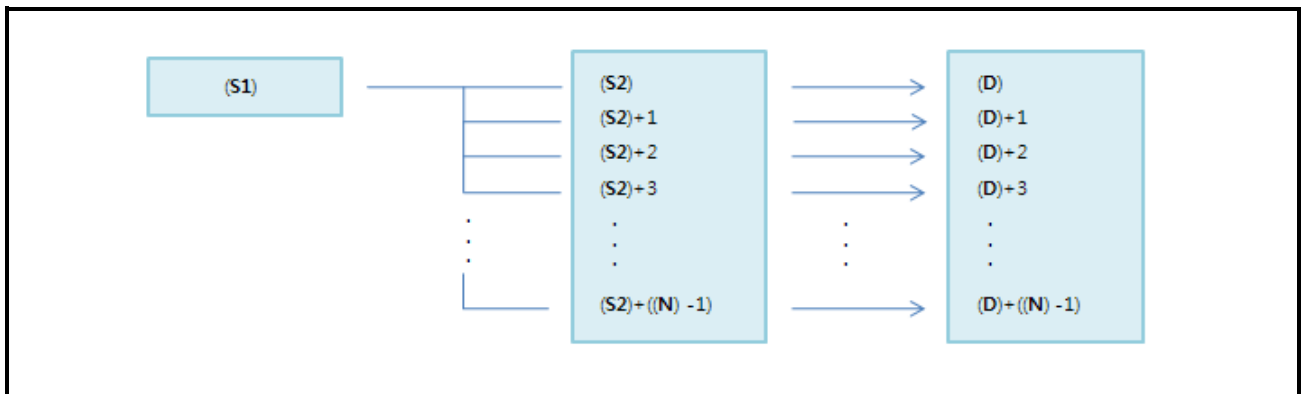 (S1)
(S2)
(S2)+1
(S2)+2
(S2)+3
(S2)+((N) -1)
(D)
(D)+1
(D)+2
(D)+3
(D)+((N) -1)